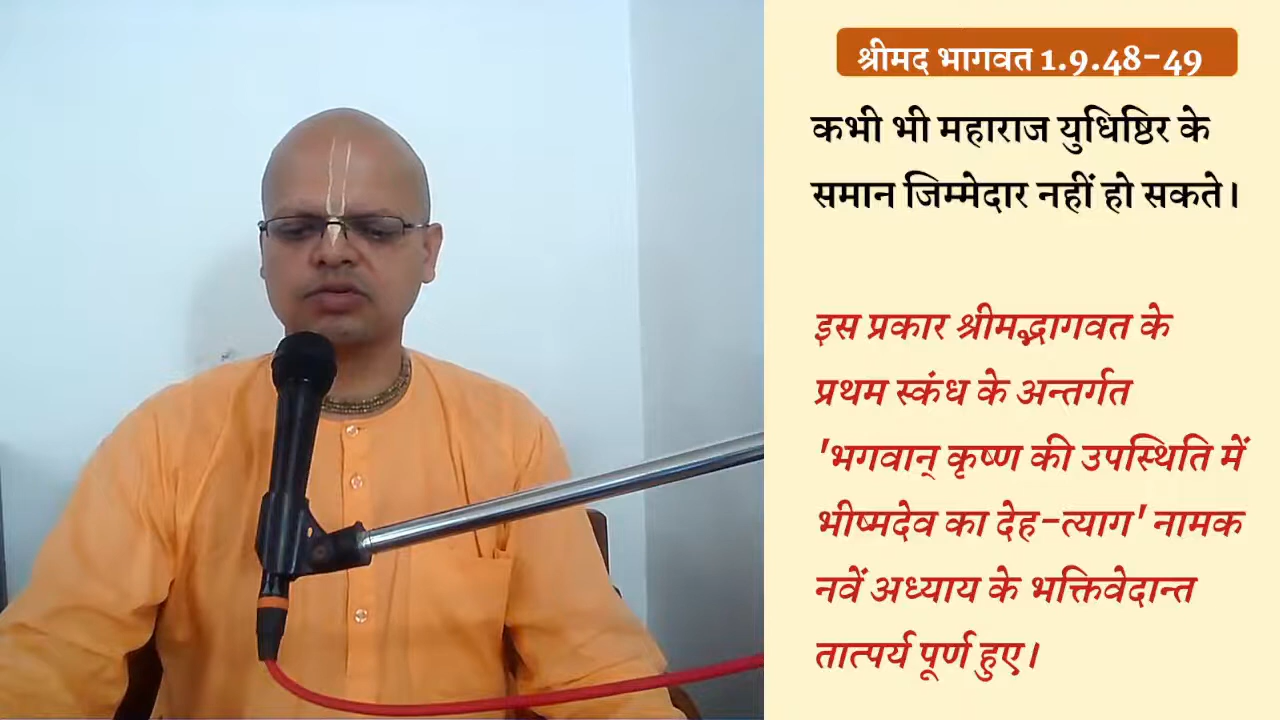 श्रीमद भागवत 1.9.48-49
कभी भी महाराज युधिष्ठिर के
समान जिम्मेदार नहीं हो सकते।
इस प्रकार श्रीमद्भागवत के
प्रथम स्कंध के अन्तर्गत
'भगवान् कृष्ण की उपस्थिति में
भीष्मदेव का देह-त्याग' नामक
नवें अध्याय के भक्तिवेदान्त
तात्पर्य पूर्ण हुए।